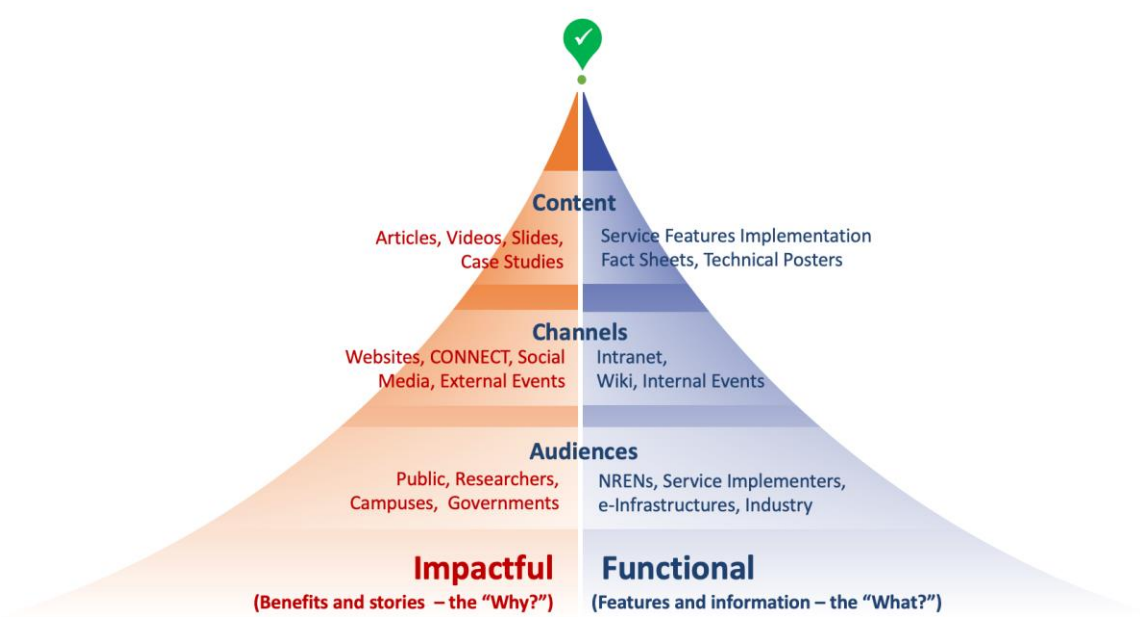 Content
Articles, Videos, Slides,
Case Studies
Service Features Implementation
Fact Sheets, Technical Posters
Channels
Websites, CONNECT, Social
Media, External Events
Intranet,
Wiki, Internal Events
Audiences
Public, Researchers,
Campuses, Governments
NRENs, Service Implementers,
e-Infrastructures, Industry
Impactful
(Benefits and stories – the “Why?”)
Functional
(Features and information – the “What?”)